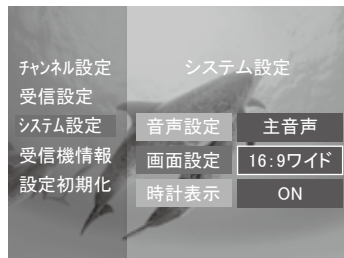 チャンネル設定
受信設定
システム設定
受信機情報
設定初期化
システム設定
音声設定 主音声
画面設定 16:9ワイド
時計表示 ON